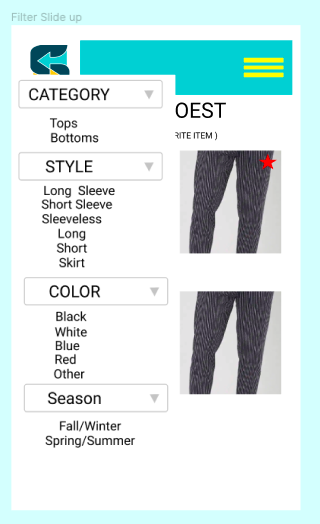 Filter Slide up
CATEGORY
Tops
Bottoms
STYLE
Long Sleeve
Short Sleeve
Sleeveless
Long
Short
Skirt
COLOR
Black
White
Blue
Red
Other
Season
Fall/Winter
Spring/Summer
OEST
RITE ITEM )